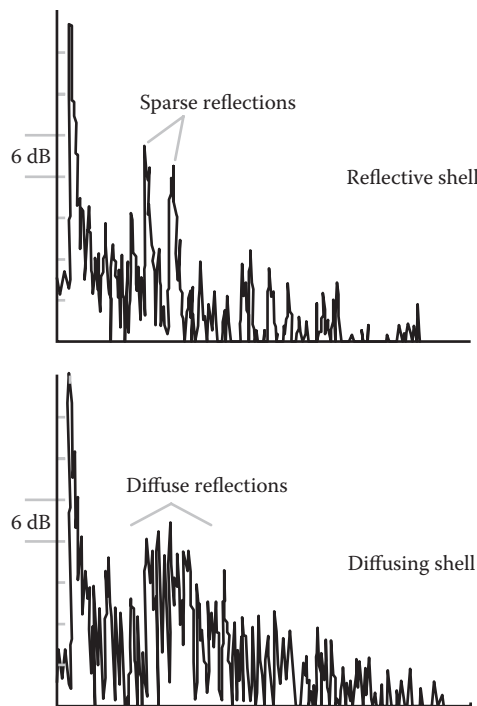 Sparse reflections
6 dB
Reflective shell
Diffuse reflections
6 dB
Diffusing shell